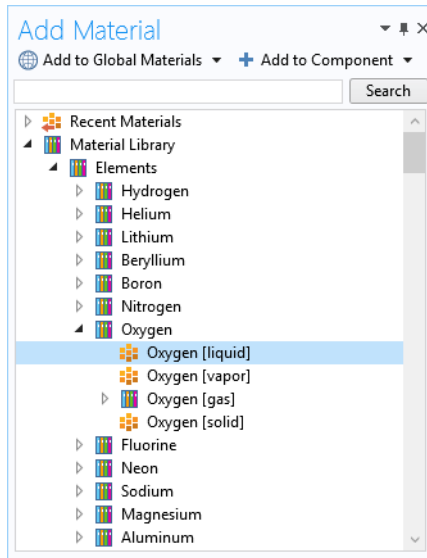 Add Material
Add to Global Materials Add to Component
Search
Recent Materials
Material Library
Elements
Hydrogen
Helium
Lithium
Beryllium
Boron
Nitrogen
Oxygen
Oxygen [liquid]
Oxygen [vapor]
Oxygen [gas]
Oxygen [solid]
Fluorine
Neon
Sodium
Magnesium
Aluminum